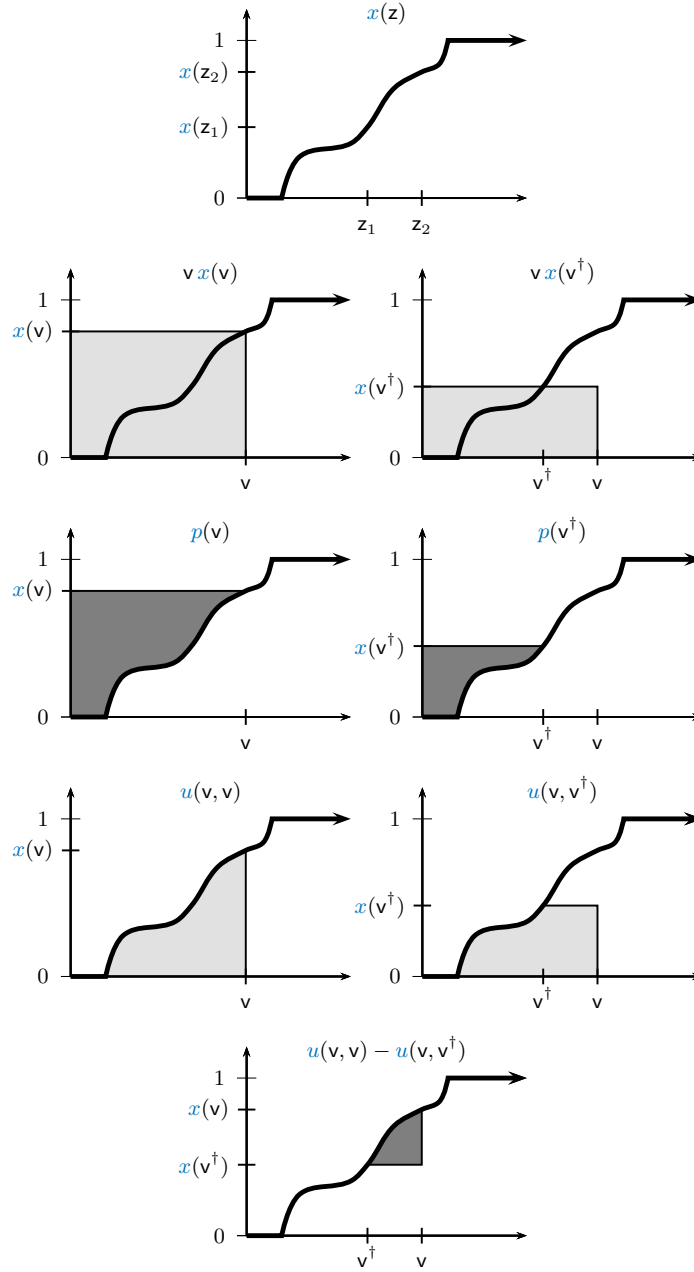 x(z)
1
x(z₂)
x(z₁)
0
z₁ z₂
v x(v) v x(v†)
1 1
x(v)
x(v†)
0 0
v v† v
p(v) p(v†)
1 1
x(v)
x(v†)
0 0
v v† v
u(v, v) u(v, v†)
1 1
x(v)
x(v†)
0 0
v v† v
u(v, v) − u(v, v†)
1
x(v)
x(v†)
0
v† v